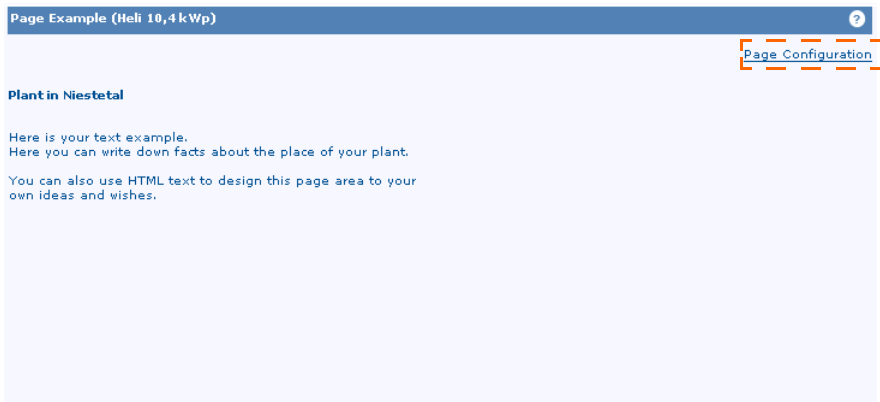 Page Example (Heli 10,4 kWp)
?
Page Configuration
Plant in Niestetal
Here is your text example.
Here you can write down facts about the place of your plant.
You can also use HTML text to design this page area to your
own ideas and wishes.